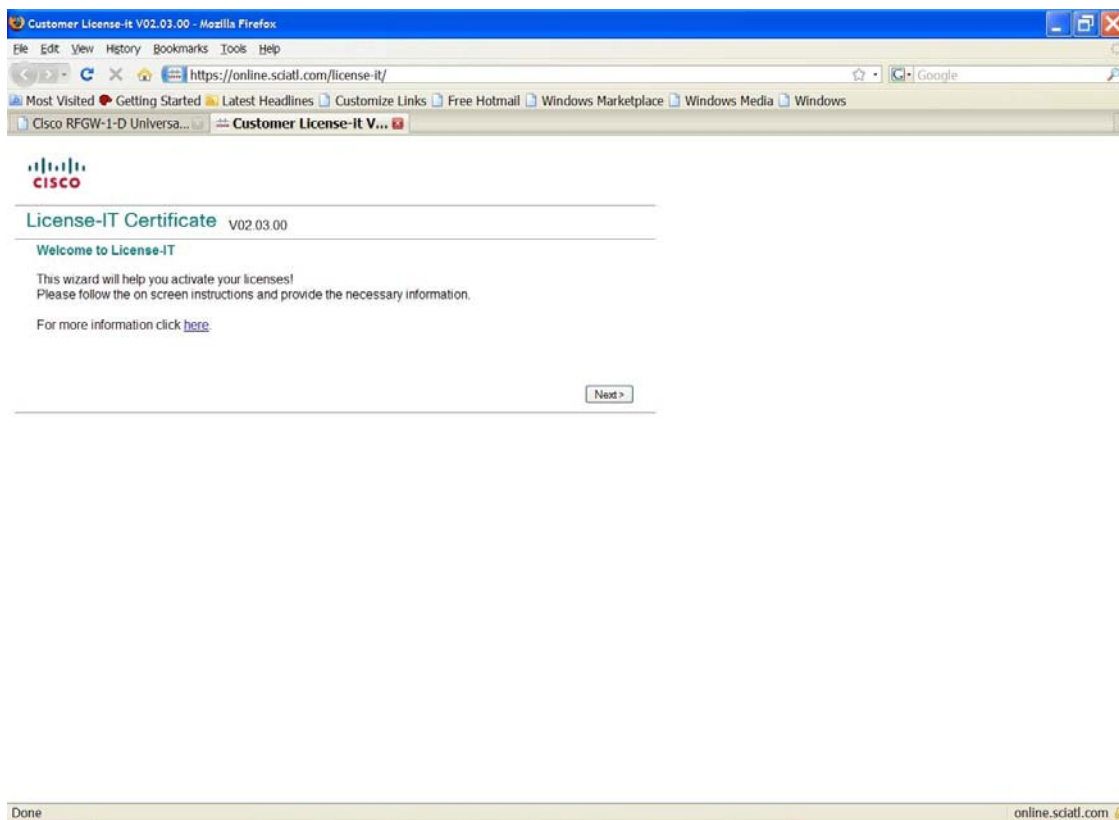 Customer License-it V02.03.00 - Mozilla Firefox
File Edit View History Bookmarks Tools Help
https://online.sciatl.com/license-it/
Google
Most Visited Getting Started Latest Headlines Customize Links Free Hotmail Windows Marketplace Windows Media Windows
Cisco RFGW-1-D Universa... Customer License-it V...
CISCO
License-IT Certificate V02.03.00
Welcome to License-IT
This wizard will help you activate your licenses!
Please follow the on screen instructions and provide the necessary information.
For more information click here.
Next >
Done online.sciatl.com